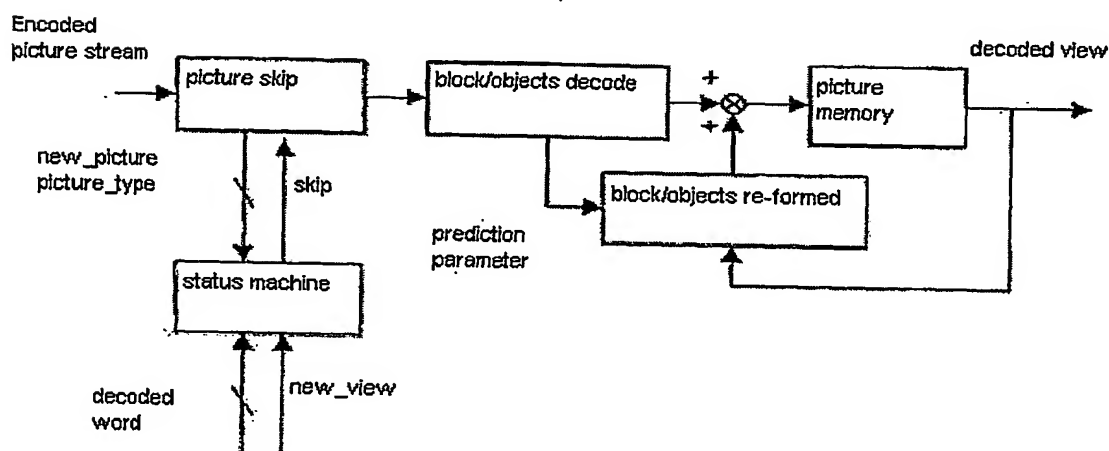 Encoded
picture stream
decoded view
picture skip
block/objects decode
+
+
picture
memory
new_picture
picture_type
skip
block/objects re-formed
prediction
parameter
status machine
new_view
decoded
word